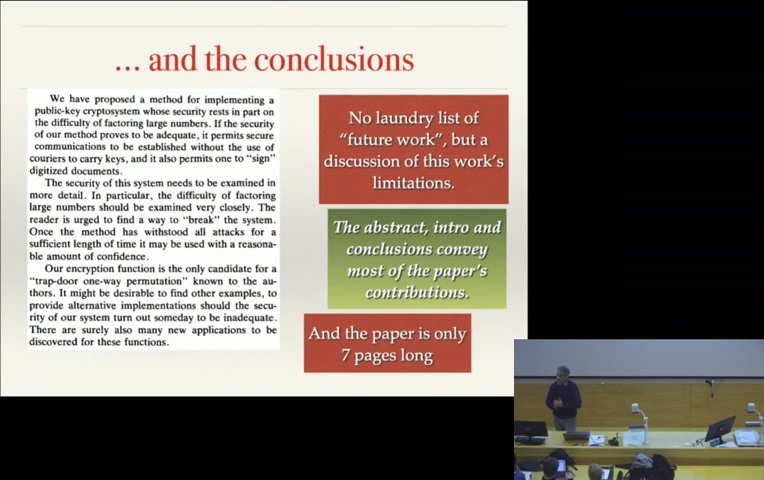 ... and the conclusions
We have proposed a method for implementing a
public-key cryptosystem whose security rests in part on
the difficulty of factoring large numbers. If the security
of our method proves to be adequate, it permits secure
communications to be established without the use of
couriers to carry keys, and it also permits one to “sign”
digitized documents.
The security of this system needs to be examined in
more detail. In particular, the difficulty of factoring
large numbers should be examined very closely. The
reader is urged to find a way to “break” the system.
Once the method has withstood all attacks for a
sufficient length of time it may be used with a reasona-
ble amount of confidence.
Our encryption function is the only candidate for a
“trap-door one-way permutation” known to the au-
thors. It might be desirable to find other examples, to
provide alternative implementations should the secu-
rity of our system turn out someday to be inadequate.
There are surely also many new applications to be
discovered for these functions.
No laundry list of
“future work”, but a
discussion of this work’s
limitations.
The abstract, intro and
conclusions convey
most of the paper’s
contributions.
And the paper is only
7 pages long